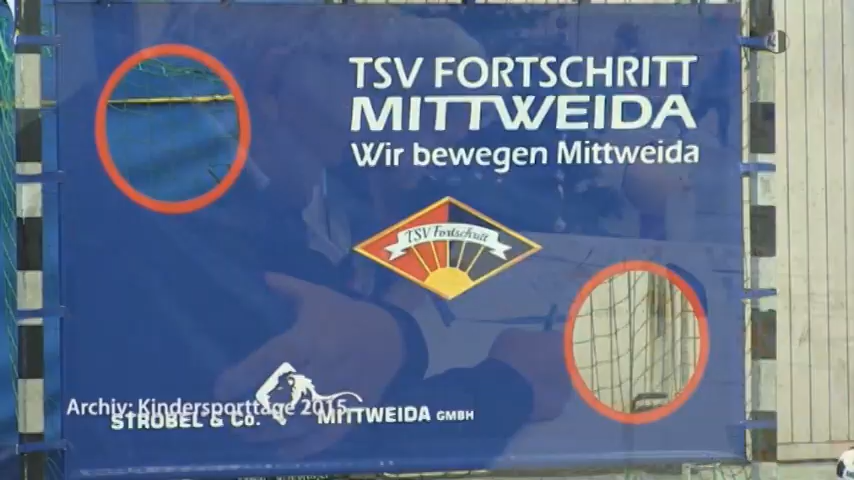 TSV FORTSCHRITT
MITTWEIDA
Wir bewegen Mittweida
TSV Fortschritt
Archiv: Kindersporttage 2015
STROBEL & CO. MITTWEIDA GMBH